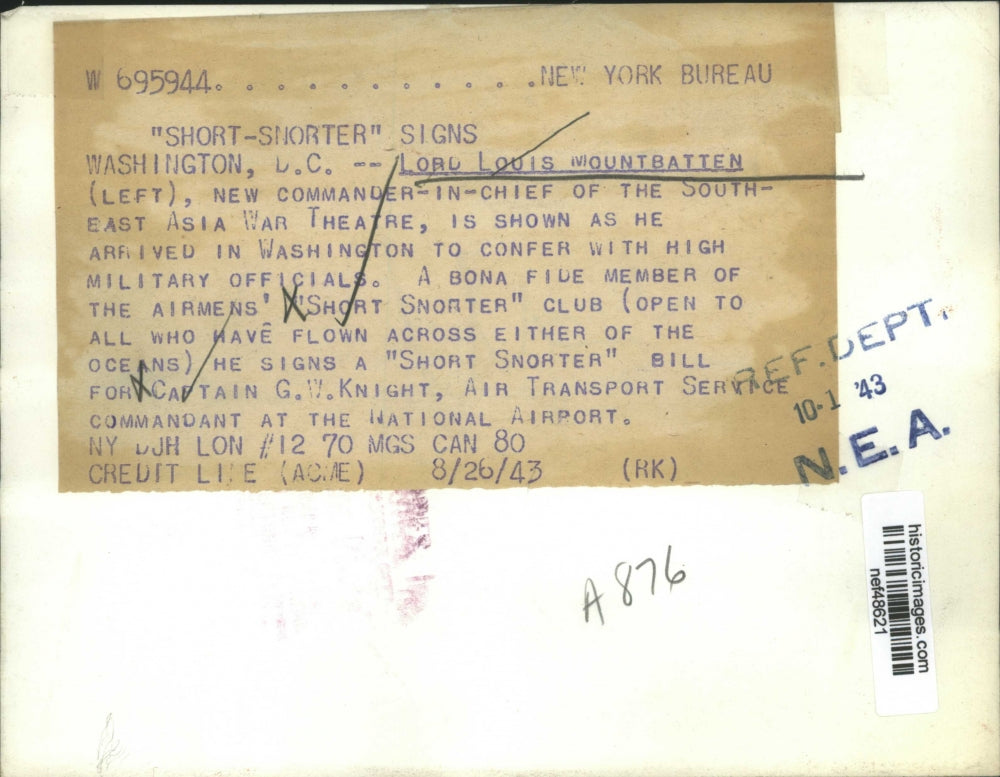 W 695944. . . . . . . . . . . .NEW YORK BUREAU
"SHORT-SNORTER" SIGNS
WASHINGTON, D.C. -- LORD LOUIS MOUNTBATTEN
(LEFT), NEW COMMANDER-IN-CHIEF OF THE SOUTH-
EAST ASIA WAR THEATRE, IS SHOWN AS HE
ARRIVED IN WASHINGTON TO CONFER WITH HIGH
MILITARY OFFICIALS. A BONA FIDE MEMBER OF
THE AIRMENS' "SHORT SNORTER" CLUB (OPEN TO
ALL WHO HAVE FLOWN ACROSS EITHER OF THE
OCEANS) HE SIGNS A "SHORT SNORTER" BILL
FOR CAPTAIN G.W.KNIGHT, AIR TRANSPORT SERVICE
COMMANDANT AT THE NATIONAL AIRPORT.
NY DJH LON #12 70 MGS CAN 80
CREDIT LINE (ACME) 8/26/43 (RK)
REF. DEPT.
10-1 '43
N.E.A.
A876
historicimages.com
nef48621